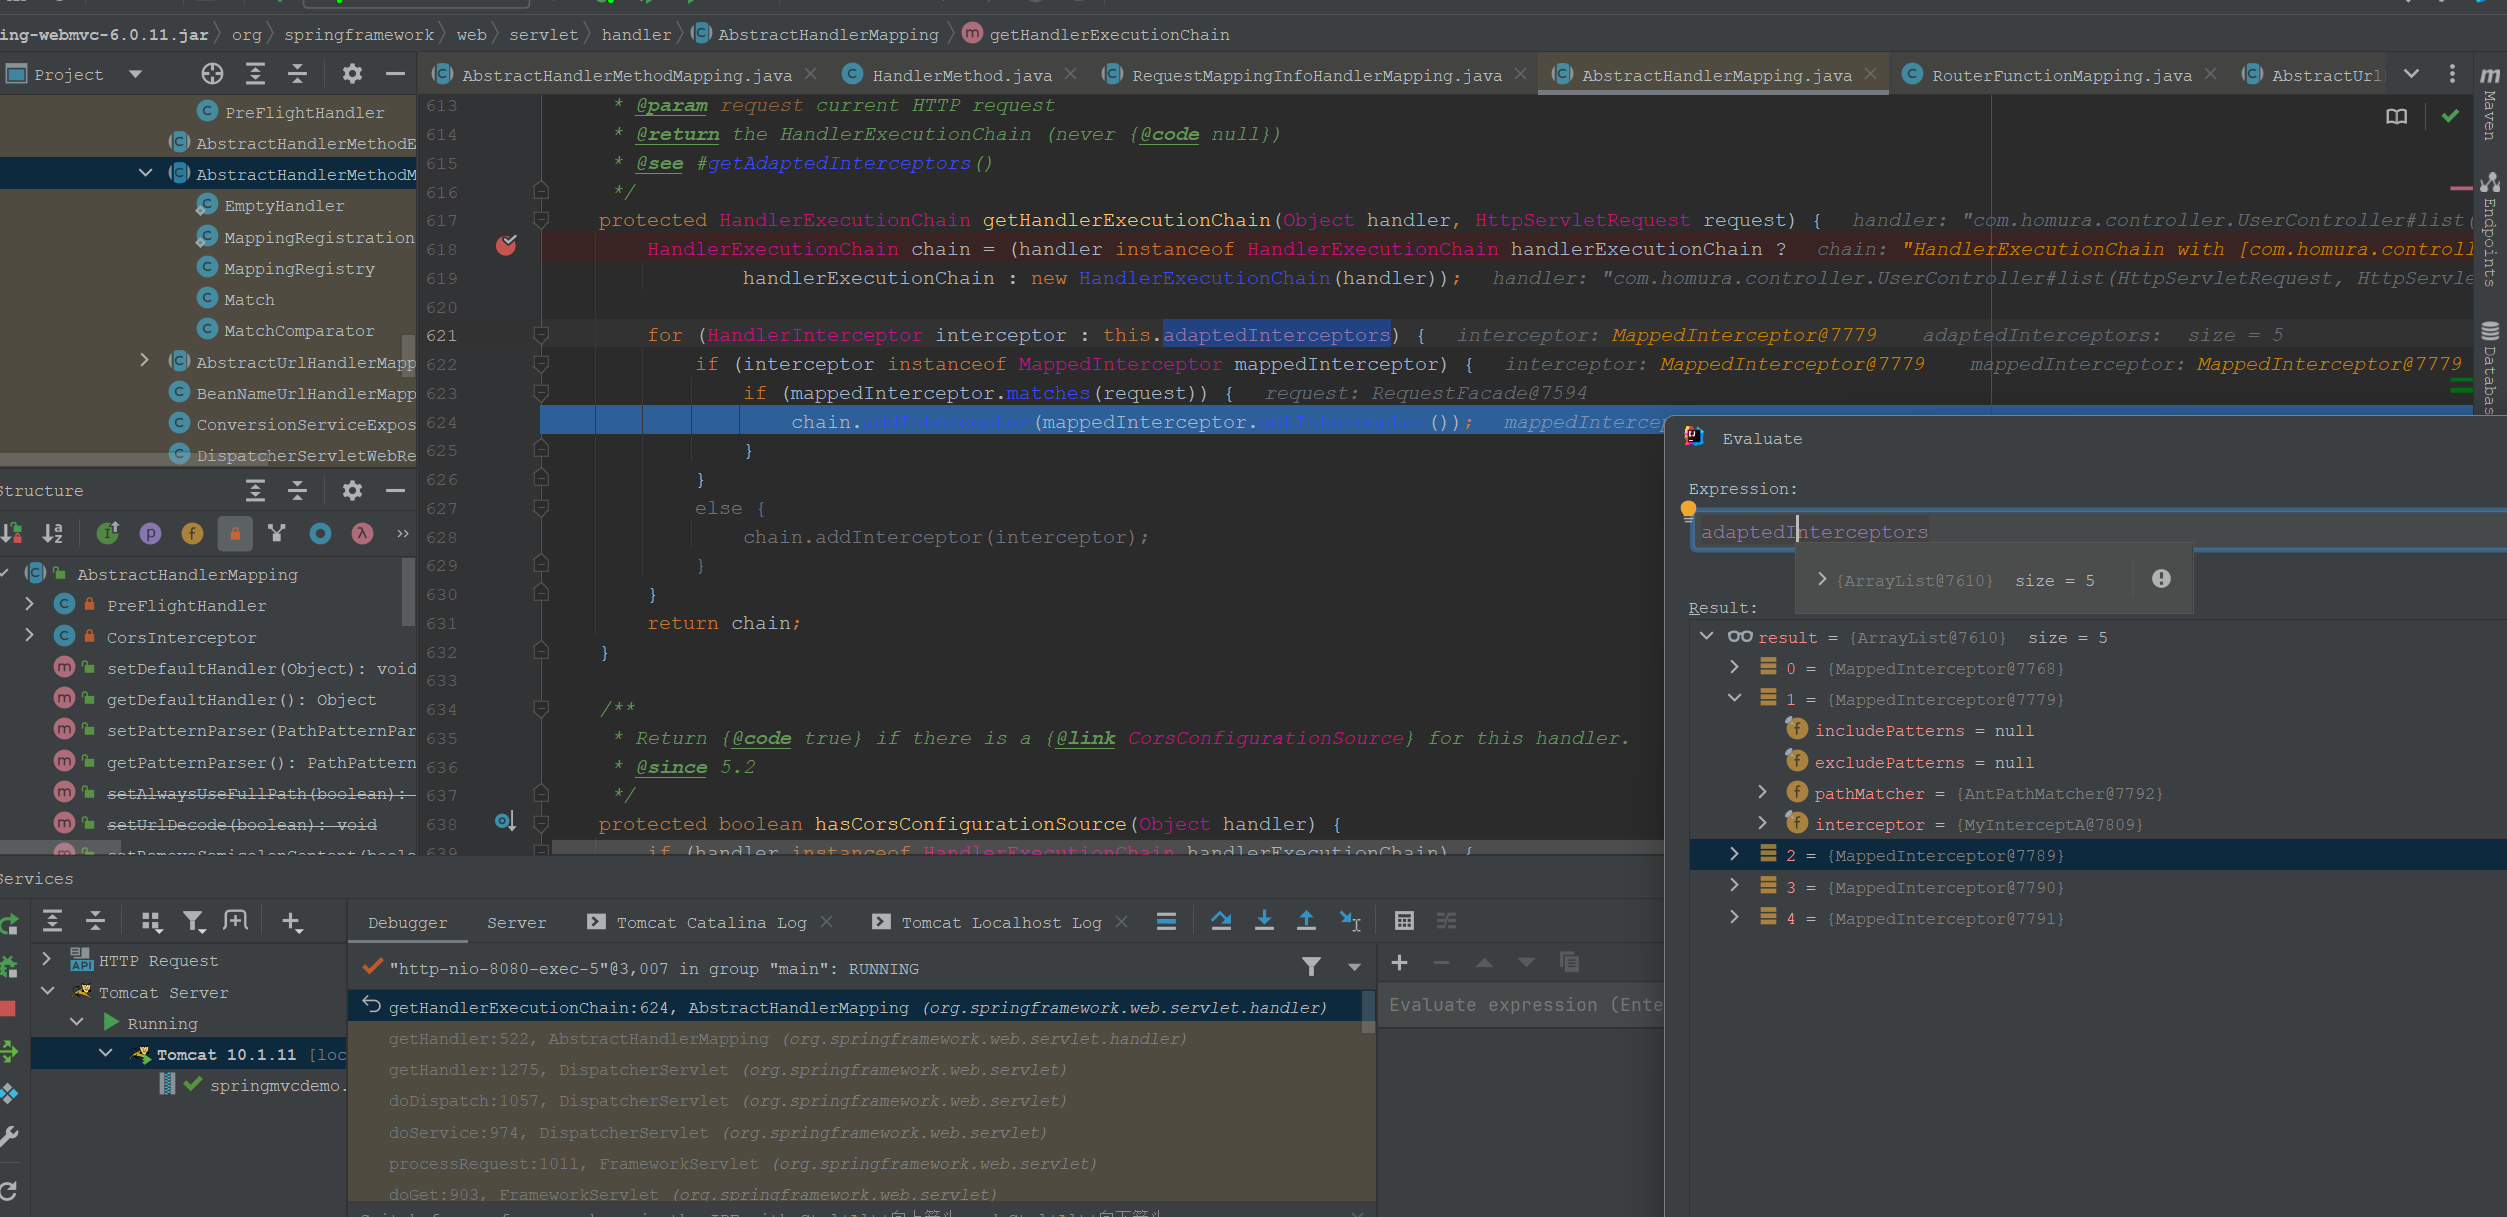 ing-webmvc-6.0.11.jar org springframework web servlet handler AbstractHandlerMapping getHandlerExecutionChain
Project
PreFlightHandler
AbstractHandlerMethodE
AbstractHandlerMethodM
EmptyHandler
MappingRegistration
MappingRegistry
Match
MatchComparator
AbstractUrlHandlerMapp
BeanNameUrlHandlerMapp
ConversionServiceExpos
DispatcherServletWebRe
Structure
AbstractHandlerMapping
PreFlightHandler
CorsInterceptor
setDefaultHandler(Object): void
getDefaultHandler(): Object
setPatternParser(PathPatternPar
getPatternParser(): PathPattern
setAlwaysUseFullPath(boolean):
setUrlDecode(boolean): void
AbstractHandlerMethodMapping.java HandlerMethod.java RequestMappingInfoHandlerMapping.java AbstractHandlerMapping.java RouterFunctionMapping.java AbstractUrl
613 * @param request current HTTP request
614 * @return the HandlerExecutionChain (never {@code null})
615 * @see #getAdaptedInterceptors()
616 */
617 protected HandlerExecutionChain getHandlerExecutionChain(Object handler, HttpServletRequest request) { handler: "com.homura.controller.UserController#list(
618 HandlerExecutionChain chain = (handler instanceof HandlerExecutionChain handlerExecutionChain ? chain: "HandlerExecutionChain with [com.homura.controll
619 handlerExecutionChain : new HandlerExecutionChain(handler)); handler: "com.homura.controller.UserController#list(HttpServletRequest, HttpServle
620
621 for (HandlerInterceptor interceptor : this.adaptedInterceptors) { interceptor: MappedInterceptor@7779 adaptedInterceptors: size = 5
622 if (interceptor instanceof MappedInterceptor mappedInterceptor) { interceptor: MappedInterceptor@7779 mappedInterceptor: MappedInterceptor@7779
623 if (mappedInterceptor.matches(request)) { request: RequestFacade@7594
624 chain.addInterceptor(mappedInterceptor.getInterceptor()); mappedIntercep
625 }
626 }
627 else {
628 chain.addInterceptor(interceptor);
629 }
630 }
631 return chain;
632 }
633
634 /**
635 * Return {@code true} if there is a {@link CorsConfigurationSource} for this handler.
636 * @since 5.2
637 */
638 protected boolean hasCorsConfigurationSource(Object handler) {
639 if (handler instanceof HandlerExecutionChain handlerExecutionChain) {
m Maven
Endpoints
Databas
Evaluate
Expression:
adaptedInterceptors
{ArrayList@7610} size = 5
Result:
result = {ArrayList@7610} size = 5
0 = {MappedInterceptor@7768}
1 = {MappedInterceptor@7779}
includePatterns = null
excludePatterns = null
pathMatcher = {AntPathMatcher@7792}
interceptor = {MyInterceptA@7809}
2 = {MappedInterceptor@7789}
3 = {MappedInterceptor@7790}
4 = {MappedInterceptor@7791}
Services
HTTP Request
Tomcat Server
Running
Tomcat 10.1.11 [loc
springmvcdemo.
Debugger Server Tomcat Catalina Log Tomcat Localhost Log
"http-nio-8080-exec-5"@3,007 in group "main": RUNNING
getHandlerExecutionChain:624, AbstractHandlerMapping (org.springframework.web.servlet.handler)
getHandler:522, AbstractHandlerMapping (org.springframework.web.servlet.handler)
getHandler:1275, DispatcherServlet (org.springframework.web.servlet)
doDispatch:1057, DispatcherServlet (org.springframework.web.servlet)
doService:974, DispatcherServlet (org.springframework.web.servlet)
processRequest:1011, FrameworkServlet (org.springframework.web.servlet)
doGet:903, FrameworkServlet (org.springframework.web.servlet)
Evaluate expression (Ente